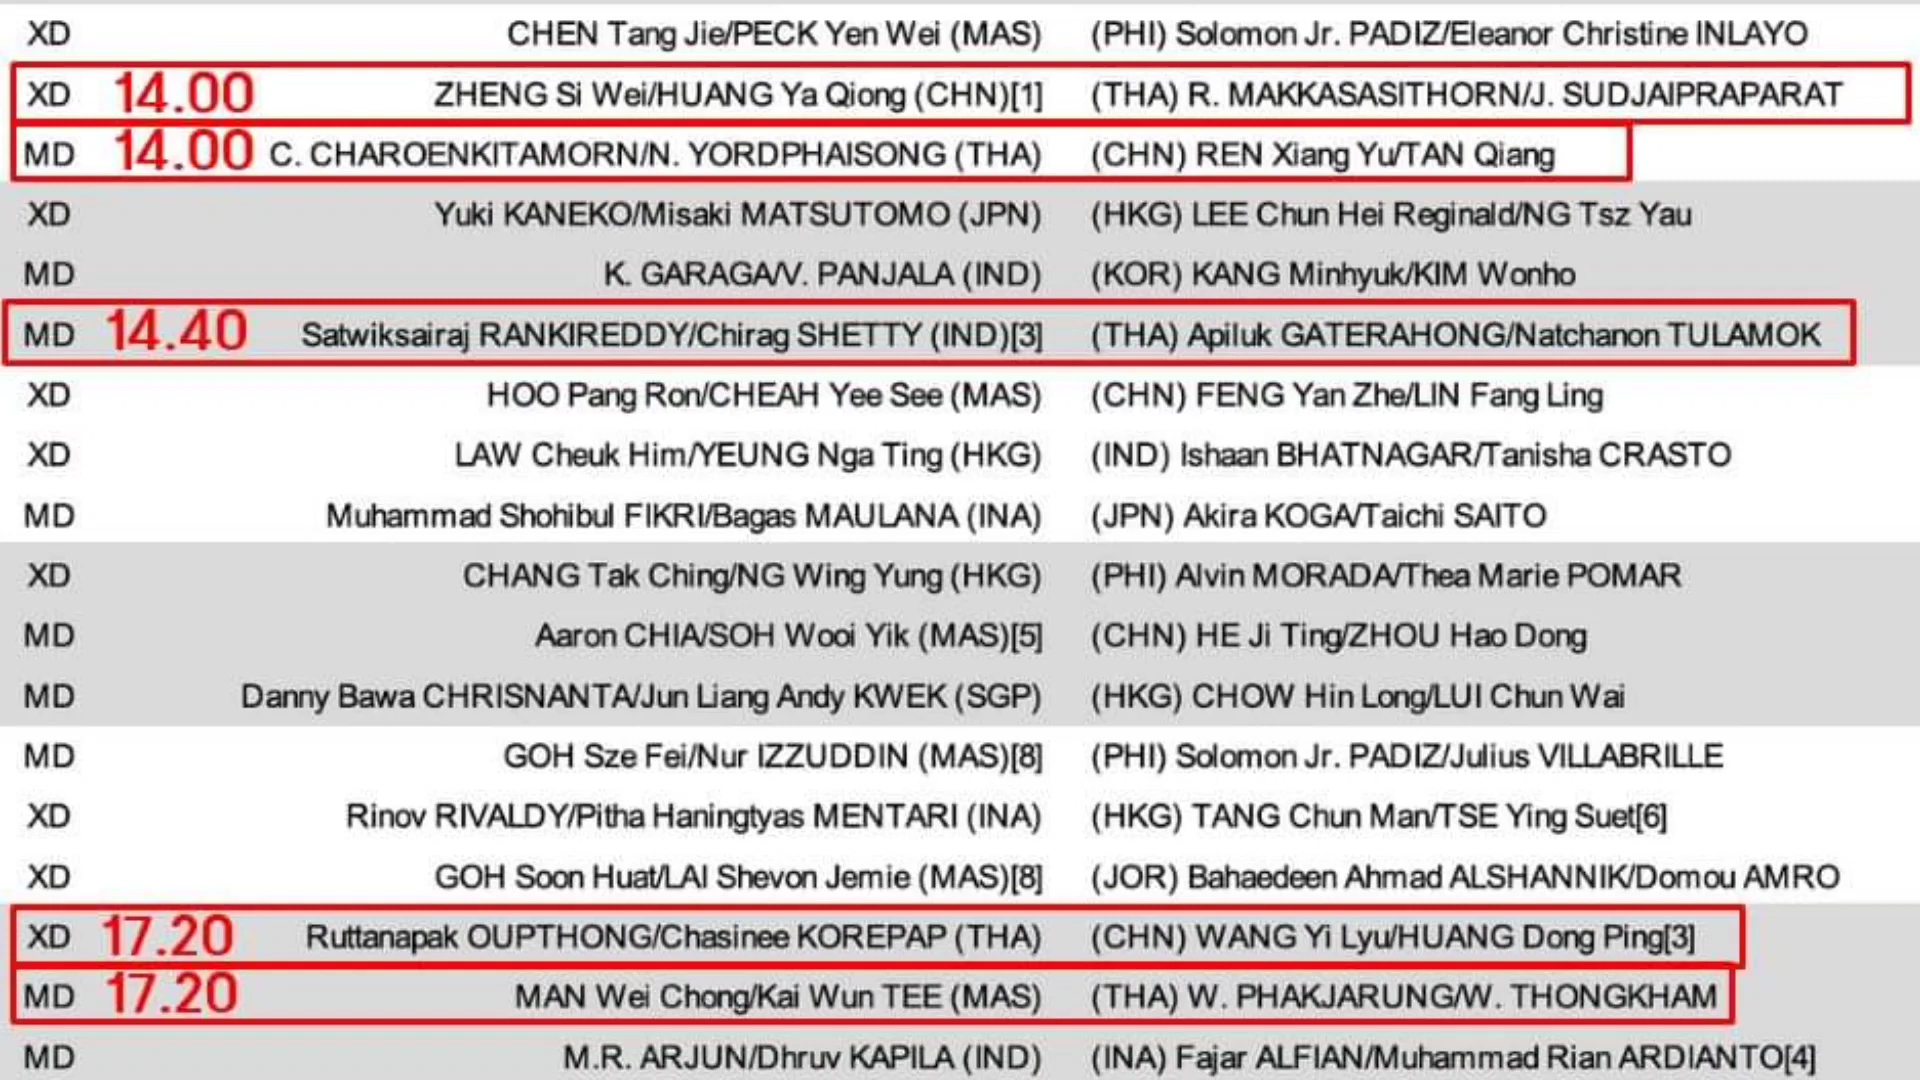 XD CHEN Tang Jie/PECK Yen Wei (MAS) (PHI) Solomon Jr. PADIZ/Eleanor Christine INLAYO
XD 14.00 ZHENG Si Wei/HUANG Ya Qiong (CHN)[1] (THA) R. MAKKASASITHORN/J. SUDJAIPRAPARAT
MD 14.00 C. CHAROENKITAMORN/N. YORDPHAISONG (THA) (CHN) REN Xiang Yu/TAN Qiang
XD Yuki KANEKO/Misaki MATSUTOMO (JPN) (HKG) LEE Chun Hei Reginald/NG Tsz Yau
MD K. GARAGA/V. PANJALA (IND) (KOR) KANG Minhyuk/KIM Wonho
MD 14.40 Satwiksairaj RANKIREDDY/Chirag SHETTY (IND)[3] (THA) Apiluk GATERAHONG/Natchanon TULAMOK
XD HOO Pang Ron/CHEAH Yee See (MAS) (CHN) FENG Yan Zhe/LIN Fang Ling
XD LAW Cheuk Him/YEUNG Nga Ting (HKG) (IND) Ishaan BHATNAGAR/Tanisha CRASTO
MD Muhammad Shohibul FIKRI/Bagas MAULANA (INA) (JPN) Akira KOGA/Taichi SAITO
XD CHANG Tak Ching/NG Wing Yung (HKG) (PHI) Alvin MORADA/Thea Marie POMAR
MD Aaron CHIA/SOH Wooi Yik (MAS)[5] (CHN) HE Ji Ting/ZHOU Hao Dong
MD Danny Bawa CHRISNANTA/Jun Liang Andy KWEK (SGP) (HKG) CHOW Hin Long/LUI Chun Wai
MD GOH Sze Fei/Nur IZZUDDIN (MAS)[8] (PHI) Solomon Jr. PADIZ/Julius VILLABRILLE
XD Rinov RIVALDY/Pitha Haningtyas MENTARI (INA) (HKG) TANG Chun Man/TSE Ying Suet[6]
XD GOH Soon Huat/LAI Shevon Jemie (MAS)[8] (JOR) Bahaedeen Ahmad ALSHANNIK/Domou AMRO
XD 17.20 Ruttanapak OUPTHONG/Chasinee KOREPAP (THA) (CHN) WANG Yi Lyu/HUANG Dong Ping[3]
MD 17.20 MAN Wei Chong/Kai Wun TEE (MAS) (THA) W. PHAKJARUNG/W. THONGKHAM
MD M.R. ARJUN/Dhruv KAPILA (IND) (INA) Fajar ALFIAN/Muhammad Rian ARDIANTO[4]